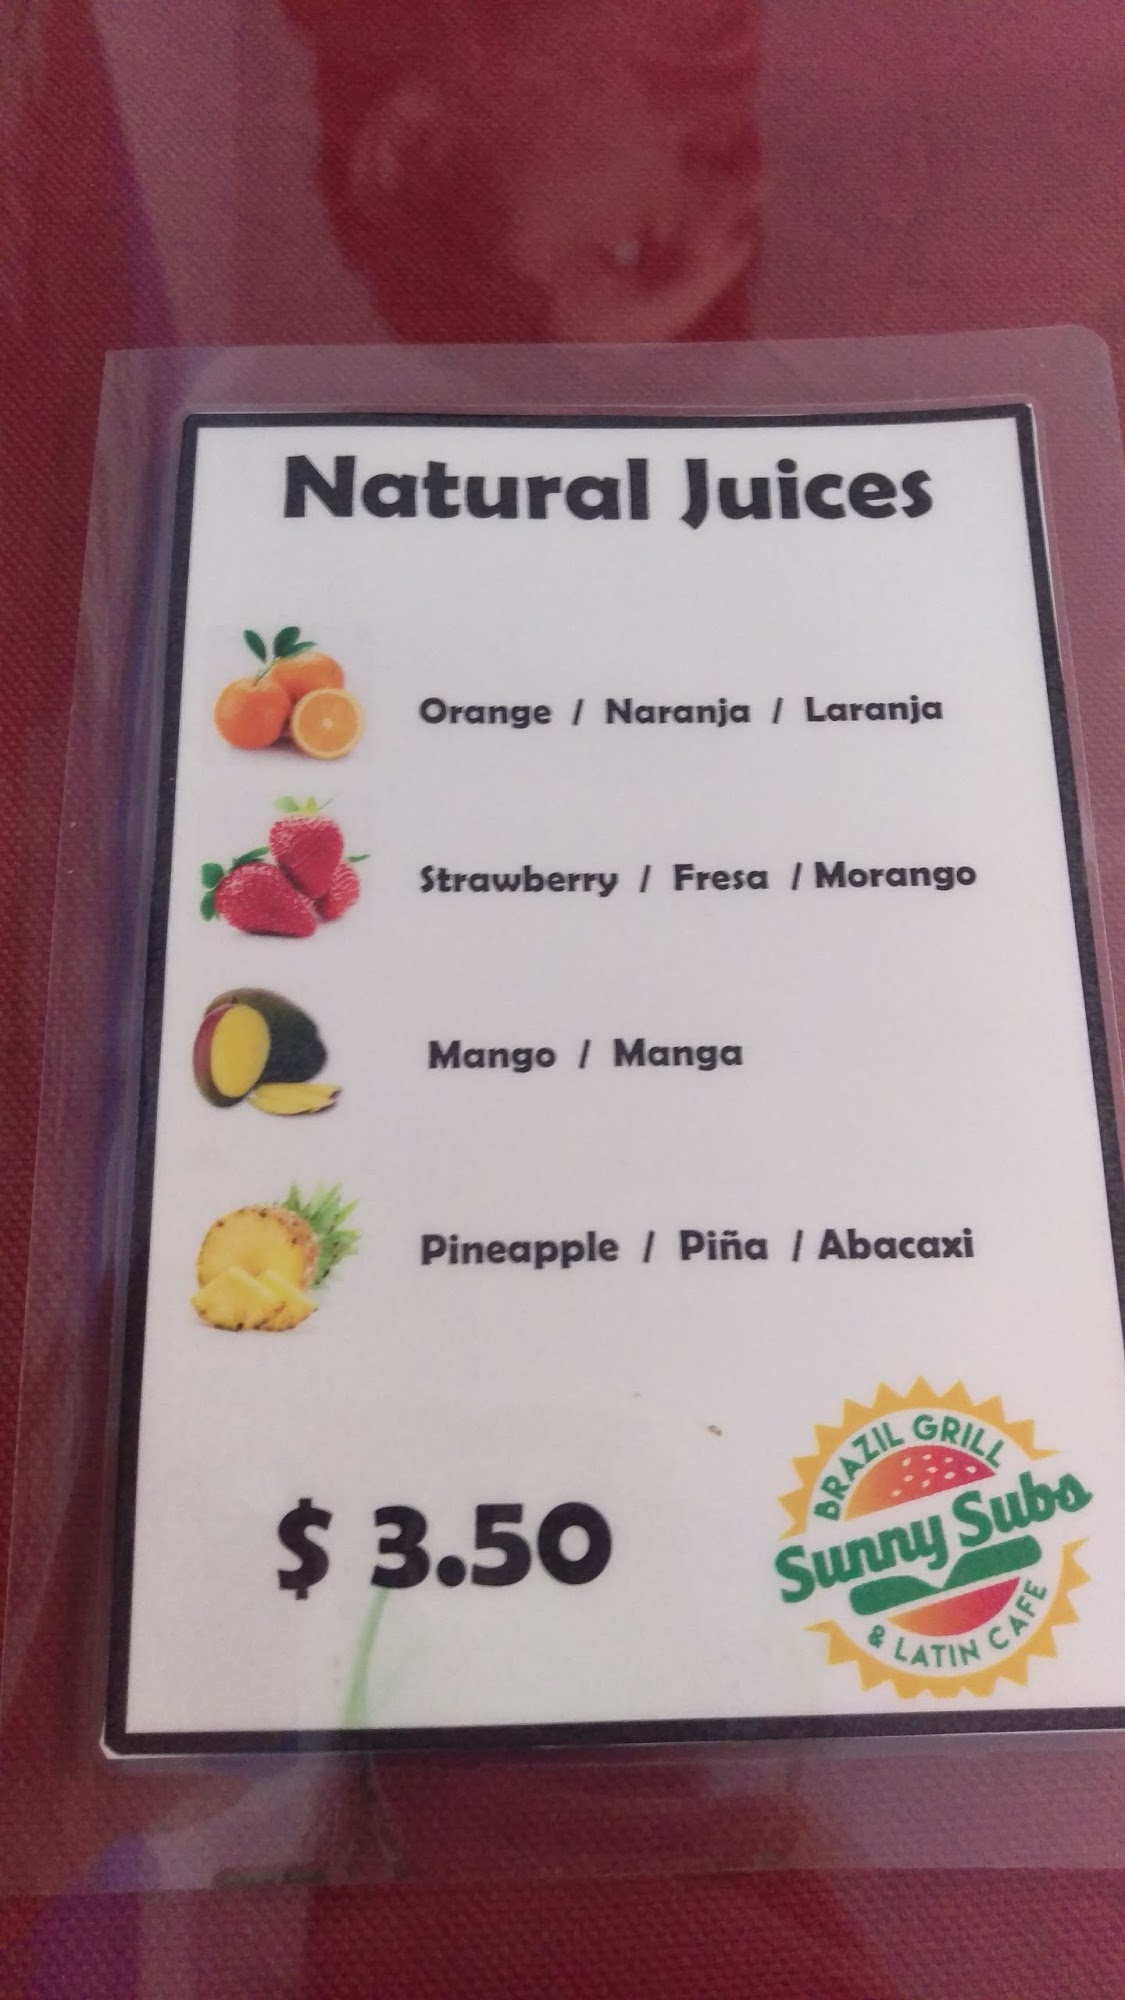 Natural Juices
Orange / Naranja / Laranja
Strawberry / Fresa / Morango
Mango / Manga
Pineapple / Piña / Abacaxi
$ 3.50
BRAZIL GRILL
Sunny Subs
& LATIN CAFE